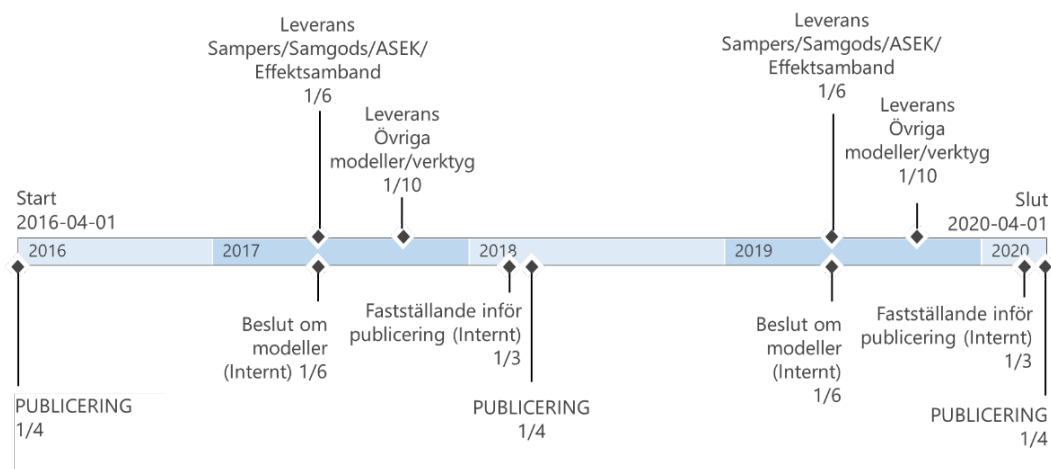 Leverans
Sampers/Samgods/ASEK/
Effektsamband
1/6
Leverans
Övriga
modeller/verktyg
1/10
Leverans
Sampers/Samgods/ASEK/
Effektsamband
1/6
Leverans
Övriga
modeller/verktyg
1/10
Start
2016-04-01
Slut
2020-04-01
2016
2017
2018
2019
2020
Beslut om
modeller
(Internt) 1/6
Fastställande inför
publicering (Internt)
1/3
Beslut om
modeller
(Internt)
1/6
Fastställande inför
publicering (Internt)
1/3
PUBLICERING
1/4
PUBLICERING
1/4
PUBLICERING
1/4